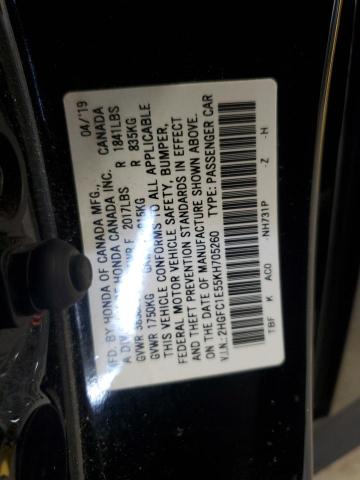 MFD. BY HONDA OF CANADA MFG., 04/'19
A DIV. OF HONDA CANADA INC. CANADA
GVWR F 2017LBS R 1841LBS
GVWR 1750KG R 835KG
THIS VEHICLE CONFORMS TO ALL APPLICABLE
FEDERAL MOTOR VEHICLE SAFETY, BUMPER,
AND THEFT PREVENTION STANDARDS IN EFFECT
ON THE DATE OF MANUFACTURE SHOWN ABOVE.
V.I.N.: 2HGFC1E55KH705260 TYPE: PASSENGER CAR
TBF K AC0 NH731P -Z -H